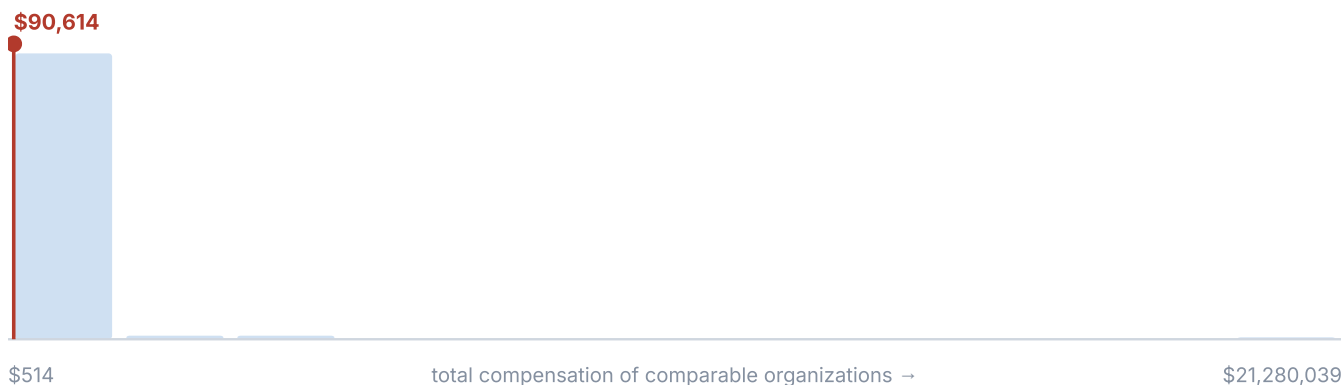 $90,614
$514
total compensation of comparable organizations →
$21,280,039